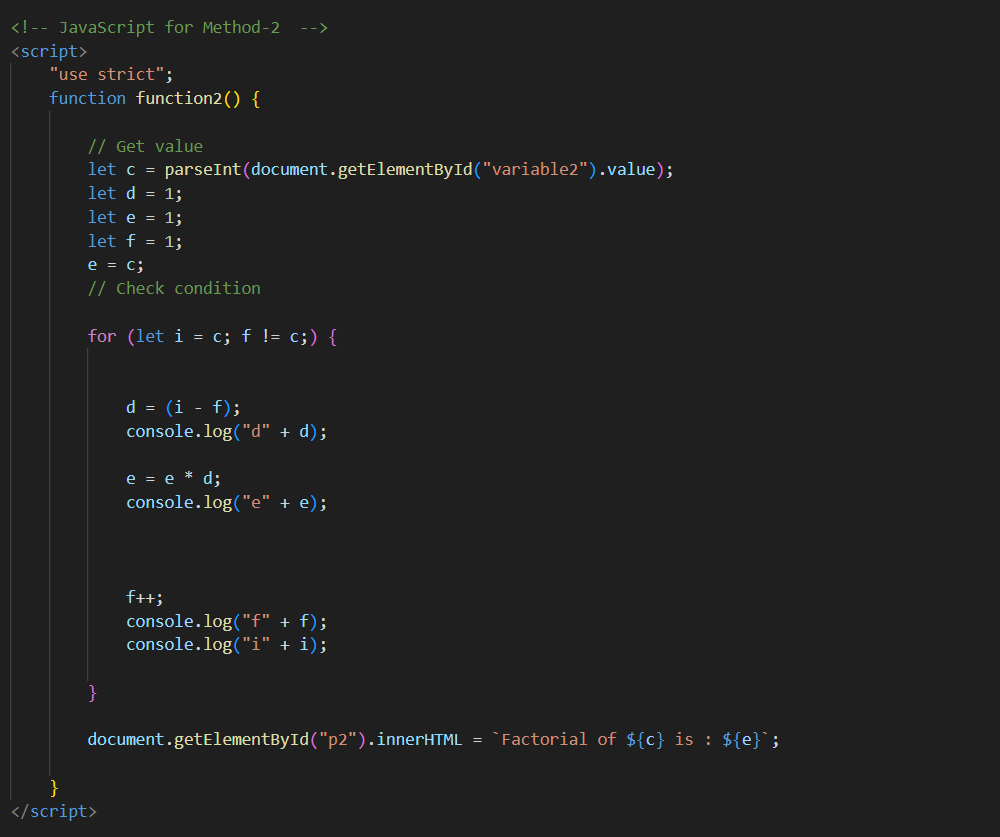 <!-- JavaScript for Method-2  -->
<script>
    "use strict";
    function function2() {
        // Get value
        let c = parseInt(document.getElementById("variable2").value);
        let d = 1;
        let e = 1;
        let f = 1;
        e = c;
        // Check condition
        for (let i = c; f != c;) {
            d = (i - f);
            console.log("d" + d);
            e = e * d;
            console.log("e" + e);
            f++;
            console.log("f" + f);
            console.log("i" + i);
        }
        document.getElementById("p2").innerHTML = `Factorial of ${c} is : ${e}`;
    }
</script>